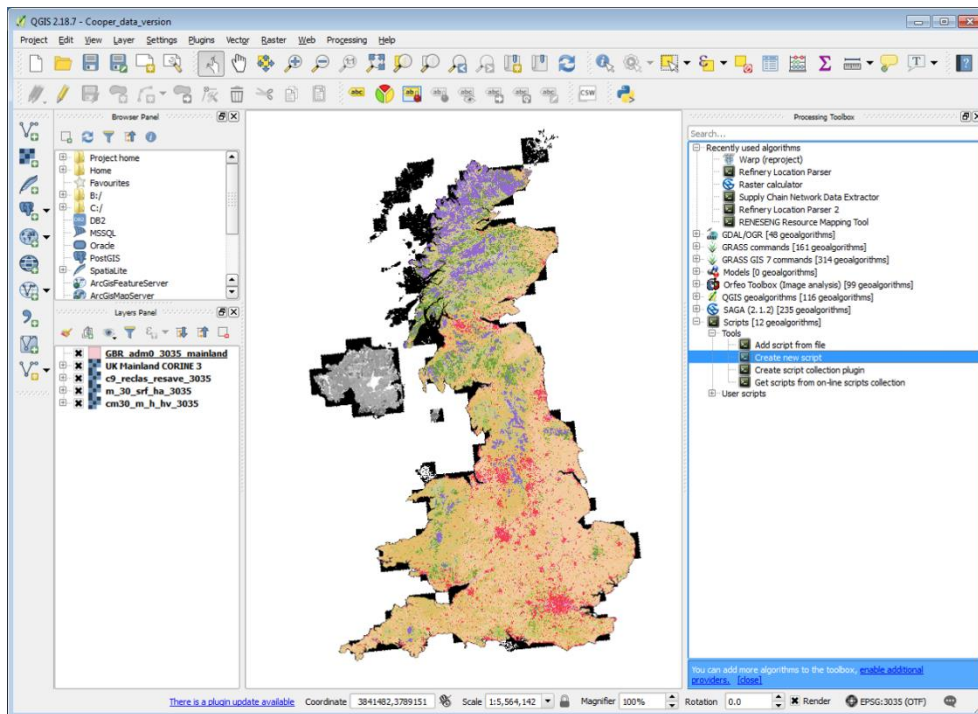 QGIS 2.18.7 - Cooper_data_version
Project Edit View Layer Settings Plugins Vector Raster Web Processing Help
abc abc CSW
Browser Panel
Project home
Home
Favourites
B:/
C:/
DB2
MSSQL
Oracle
PostGIS
SpatiaLite
ArcGisFeatureServer
ArcGisMapServer
Layers Panel
GBR_adm0_3035_mainland
UK Mainland CORINE 3
c9_reclas_resave_3035
m_30_srf_ha_3035
cm30_m_h_hv_3035
Processing Toolbox
Search...
Recently used algorithms
Warp (reproject)
Refinery Location Parser
Raster calculator
Supply Chain Network Data Extractor
Refinery Location Parser 2
RENESENG Resource Mapping Tool
GDAL/OGR [48 geoalgorithms]
GRASS commands [161 geoalgorithms]
GRASS GIS 7 commands [314 geoalgorithms]
Models [0 geoalgorithms]
Orfeo Toolbox (Image analysis) [99 geoalgorithms]
QGIS geoalgorithms [116 geoalgorithms]
SAGA (2.1.2) [235 geoalgorithms]
Scripts [12 geoalgorithms]
Tools
Add script from file
Create new script
Create script collection plugin
Get scripts from on-line scripts collection
User scripts
You can add more algorithms to the toolbox, enable additional
providers. [close]
There is a plugin update available Coordinate 3841482,3789151 Scale 1:5,564,142 Magnifier 100% Rotation 0.0 Render EPSG:3035 (OTF)